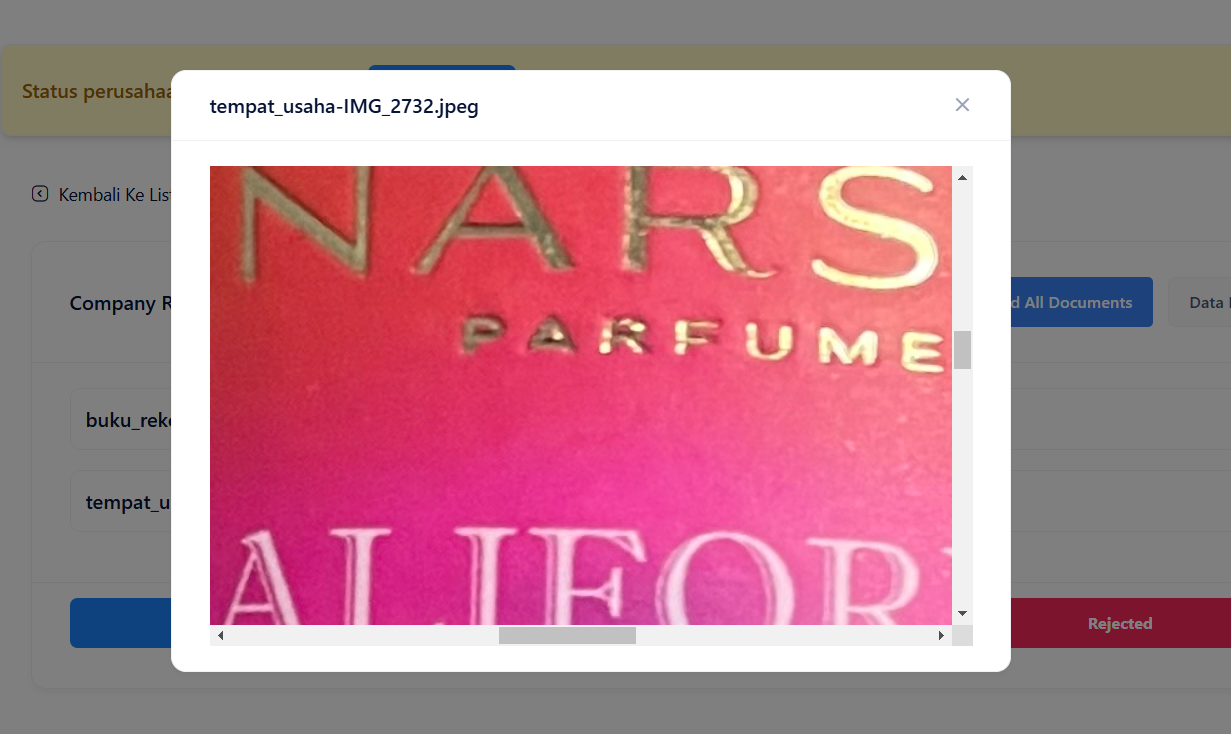 Status perusahaa
tempat_usaha-IMG_2732.jpeg
Kembali Ke List
NARS
PARFUME
Company R
d All Documents
Data
buku_reke
tempat_u
ALIFOR
Rejected